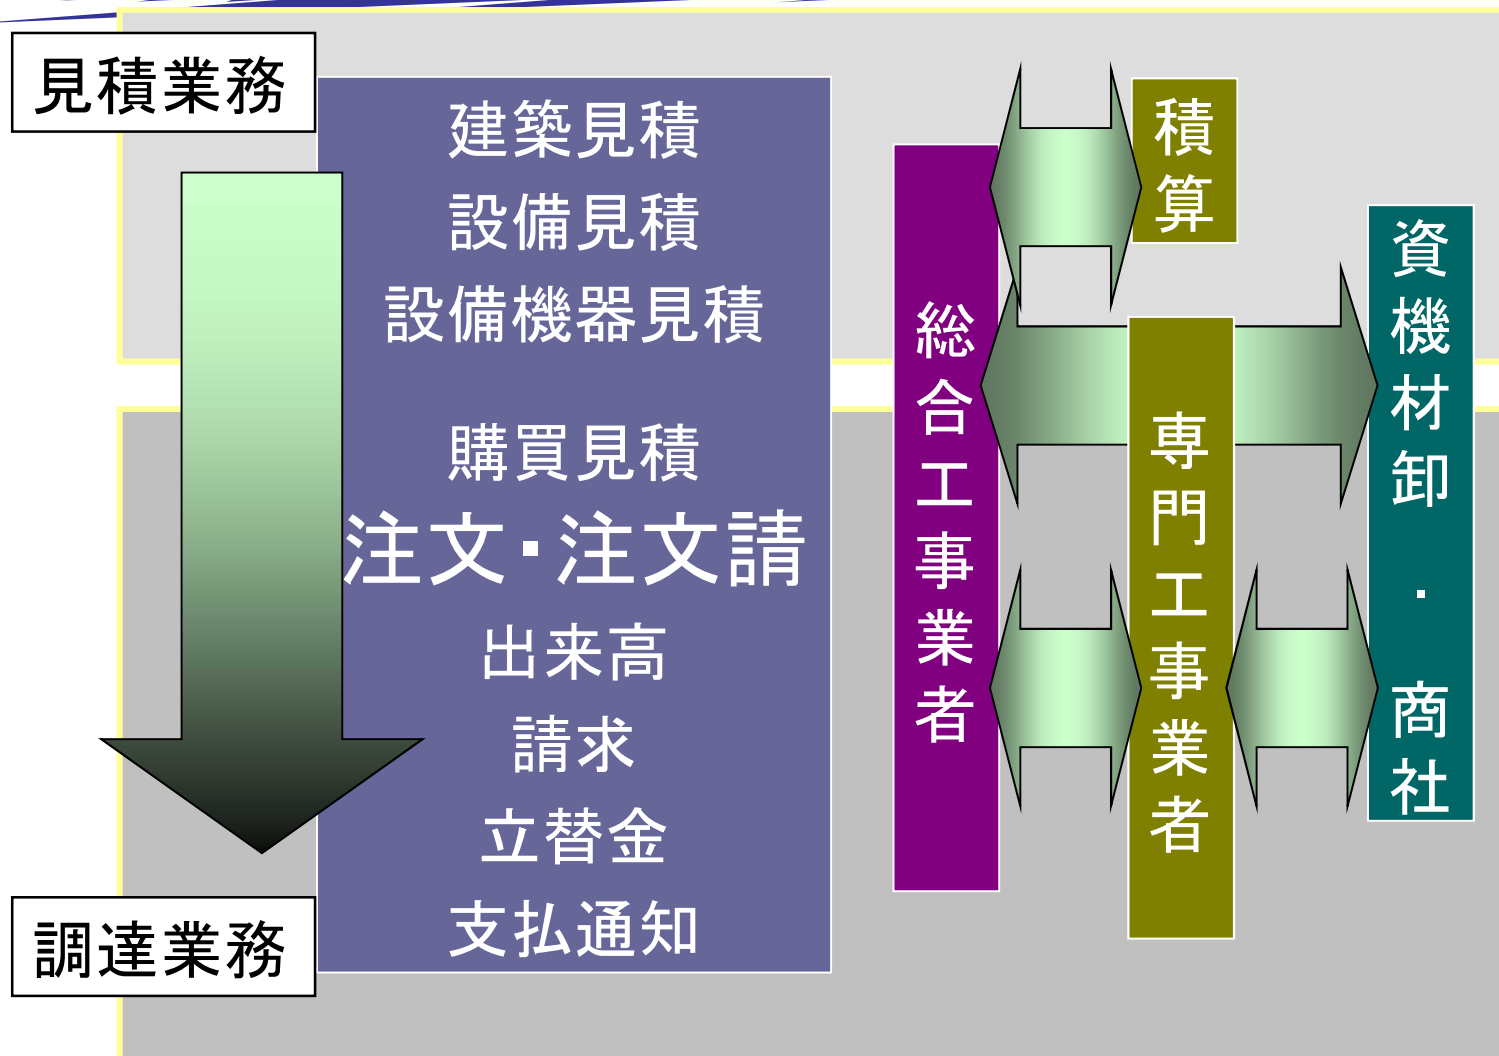 見積業務
建築見積
設備見積
設備機器見積
購買見積
注文・注文請
出来高
請求
立替金
支払通知
調達業務
総合工事業者
積算
専門工事業者
資機材卸・商社